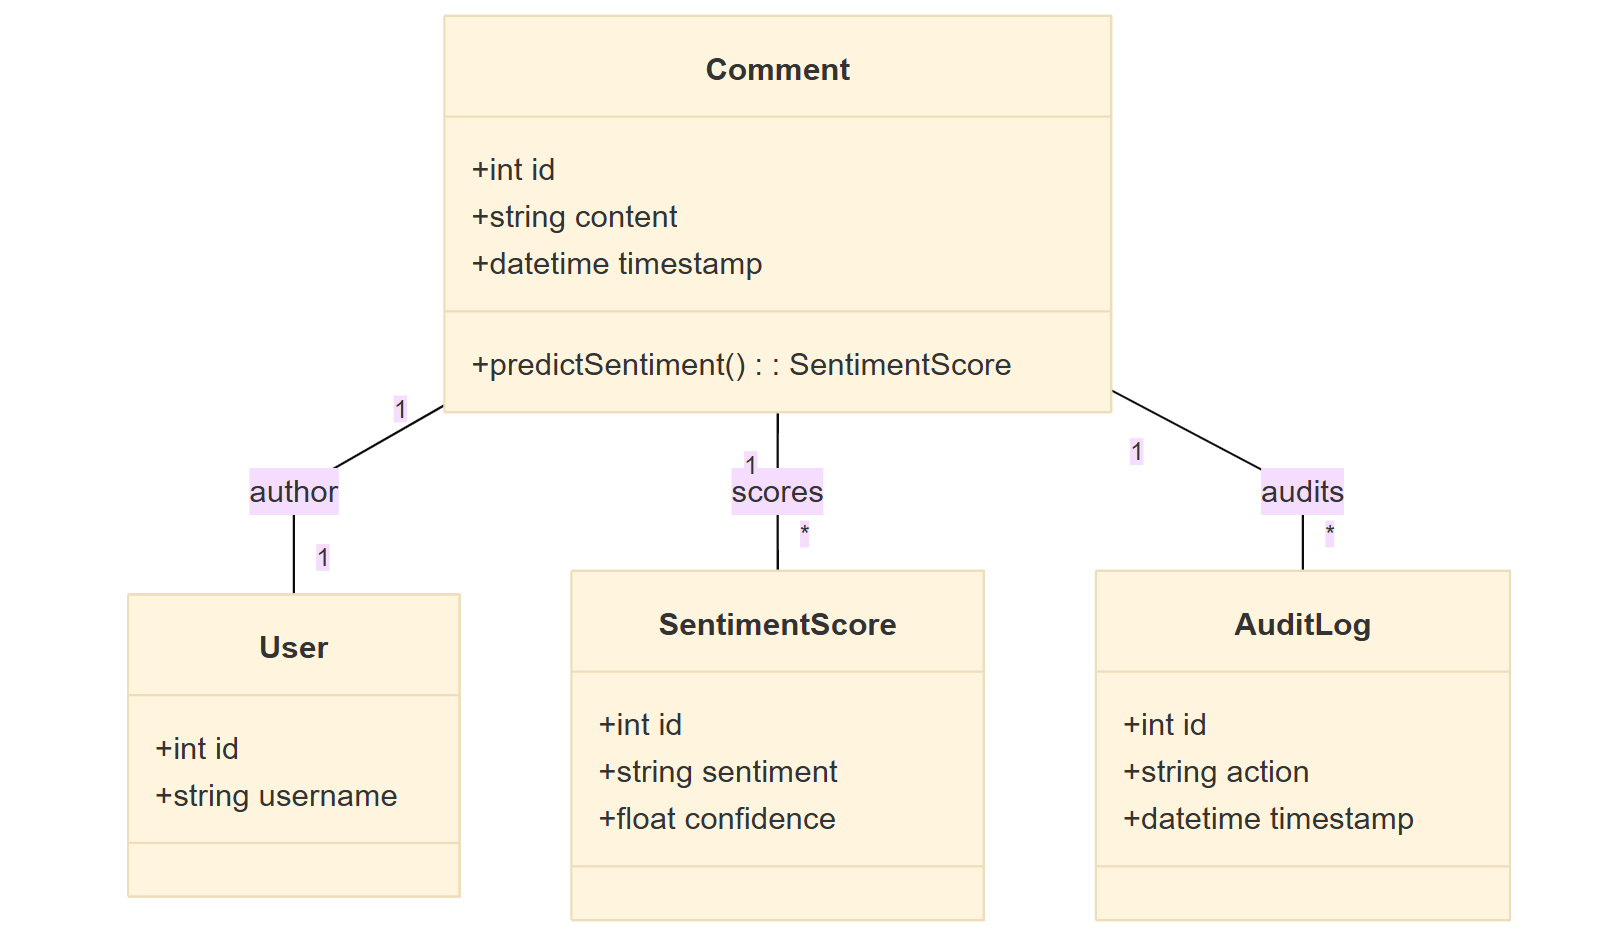 Comment
+int id
+string content
+datetime timestamp
+predictSentiment() : : SentimentScore
1
1
1
author
scores
audits
1
*
*
User
+int id
+string username
SentimentScore
+int id
+string sentiment
+float confidence
AuditLog
+int id
+string action
+datetime timestamp